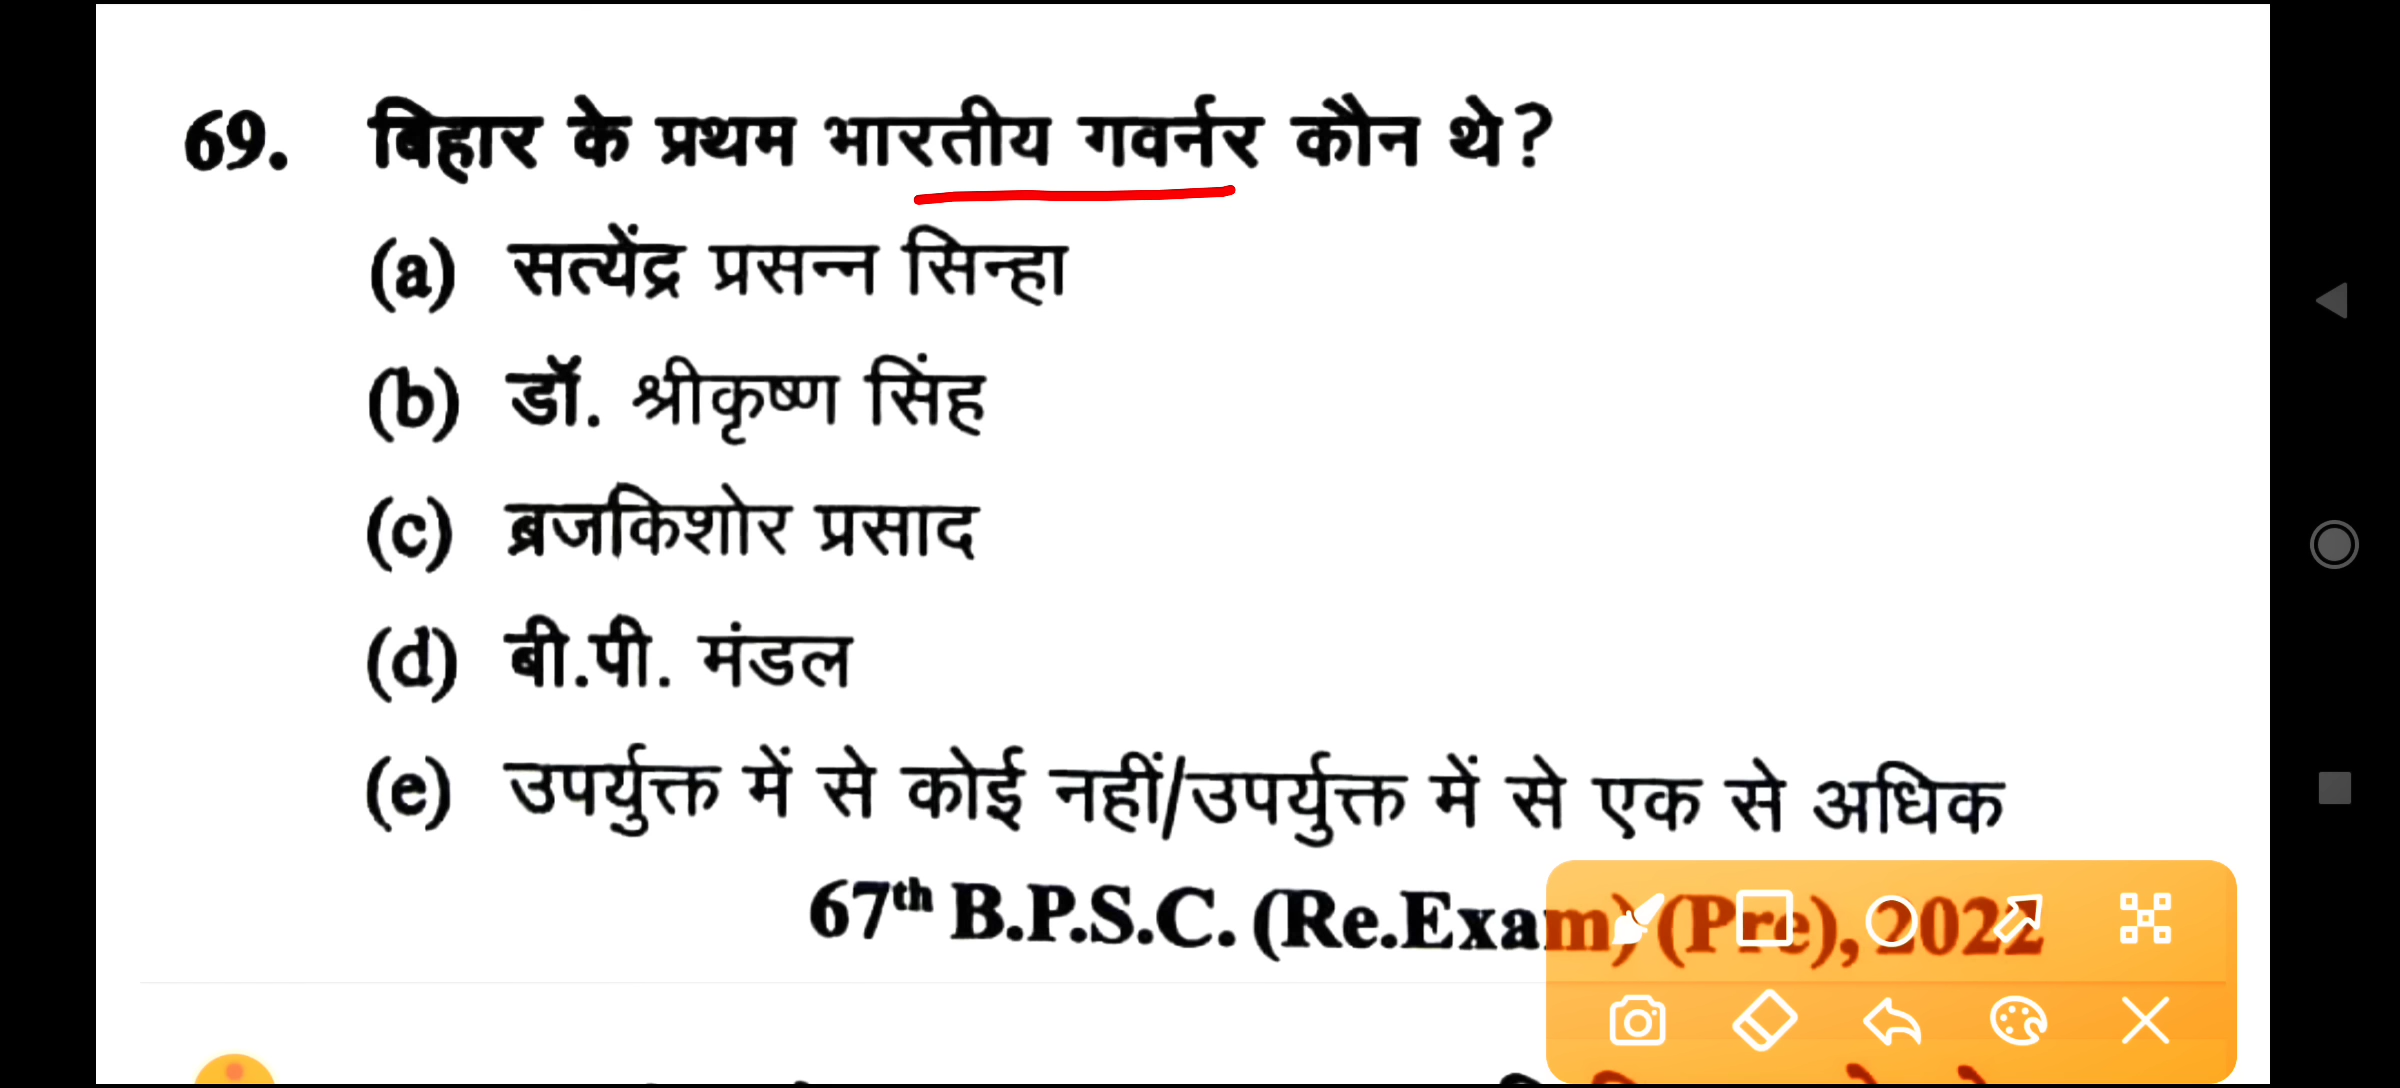 69. बिहार के प्रथम भारतीय गवर्नर कौन थे?
(a) सत्येंद्र प्रसन्न सिन्हा
(b) डॉ. श्रीकृष्ण सिंह
(c) ब्रजकिशोर प्रसाद
(d) बी.पी. मंडल
(e) उपर्युक्त में से कोई नहीं/उपर्युक्त में से एक से अधिक
67th B.P.S.C. (Re.Exam) (Pre), 2022